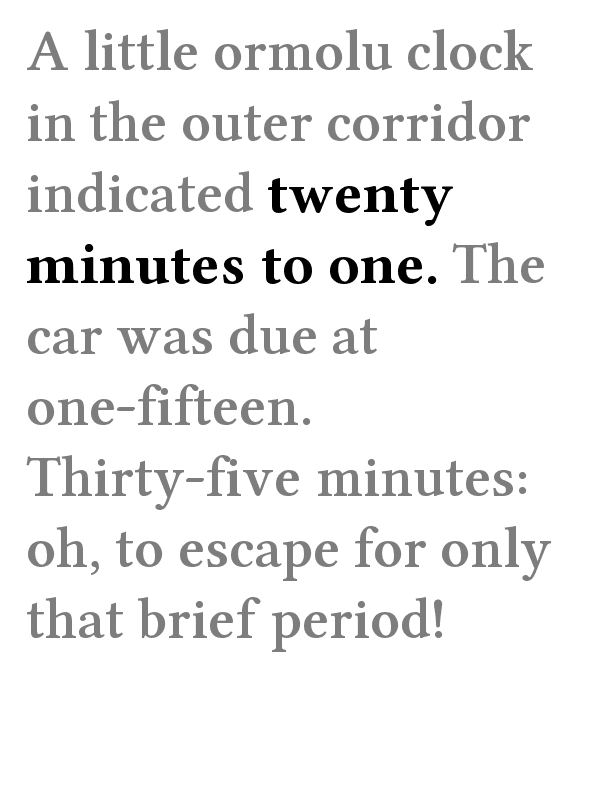 A little ormolu clock
in the outer corridor
indicated twenty
minutes to one. The
car was due at
one-fifteen.
Thirty-five minutes:
oh, to escape for only
that brief period!